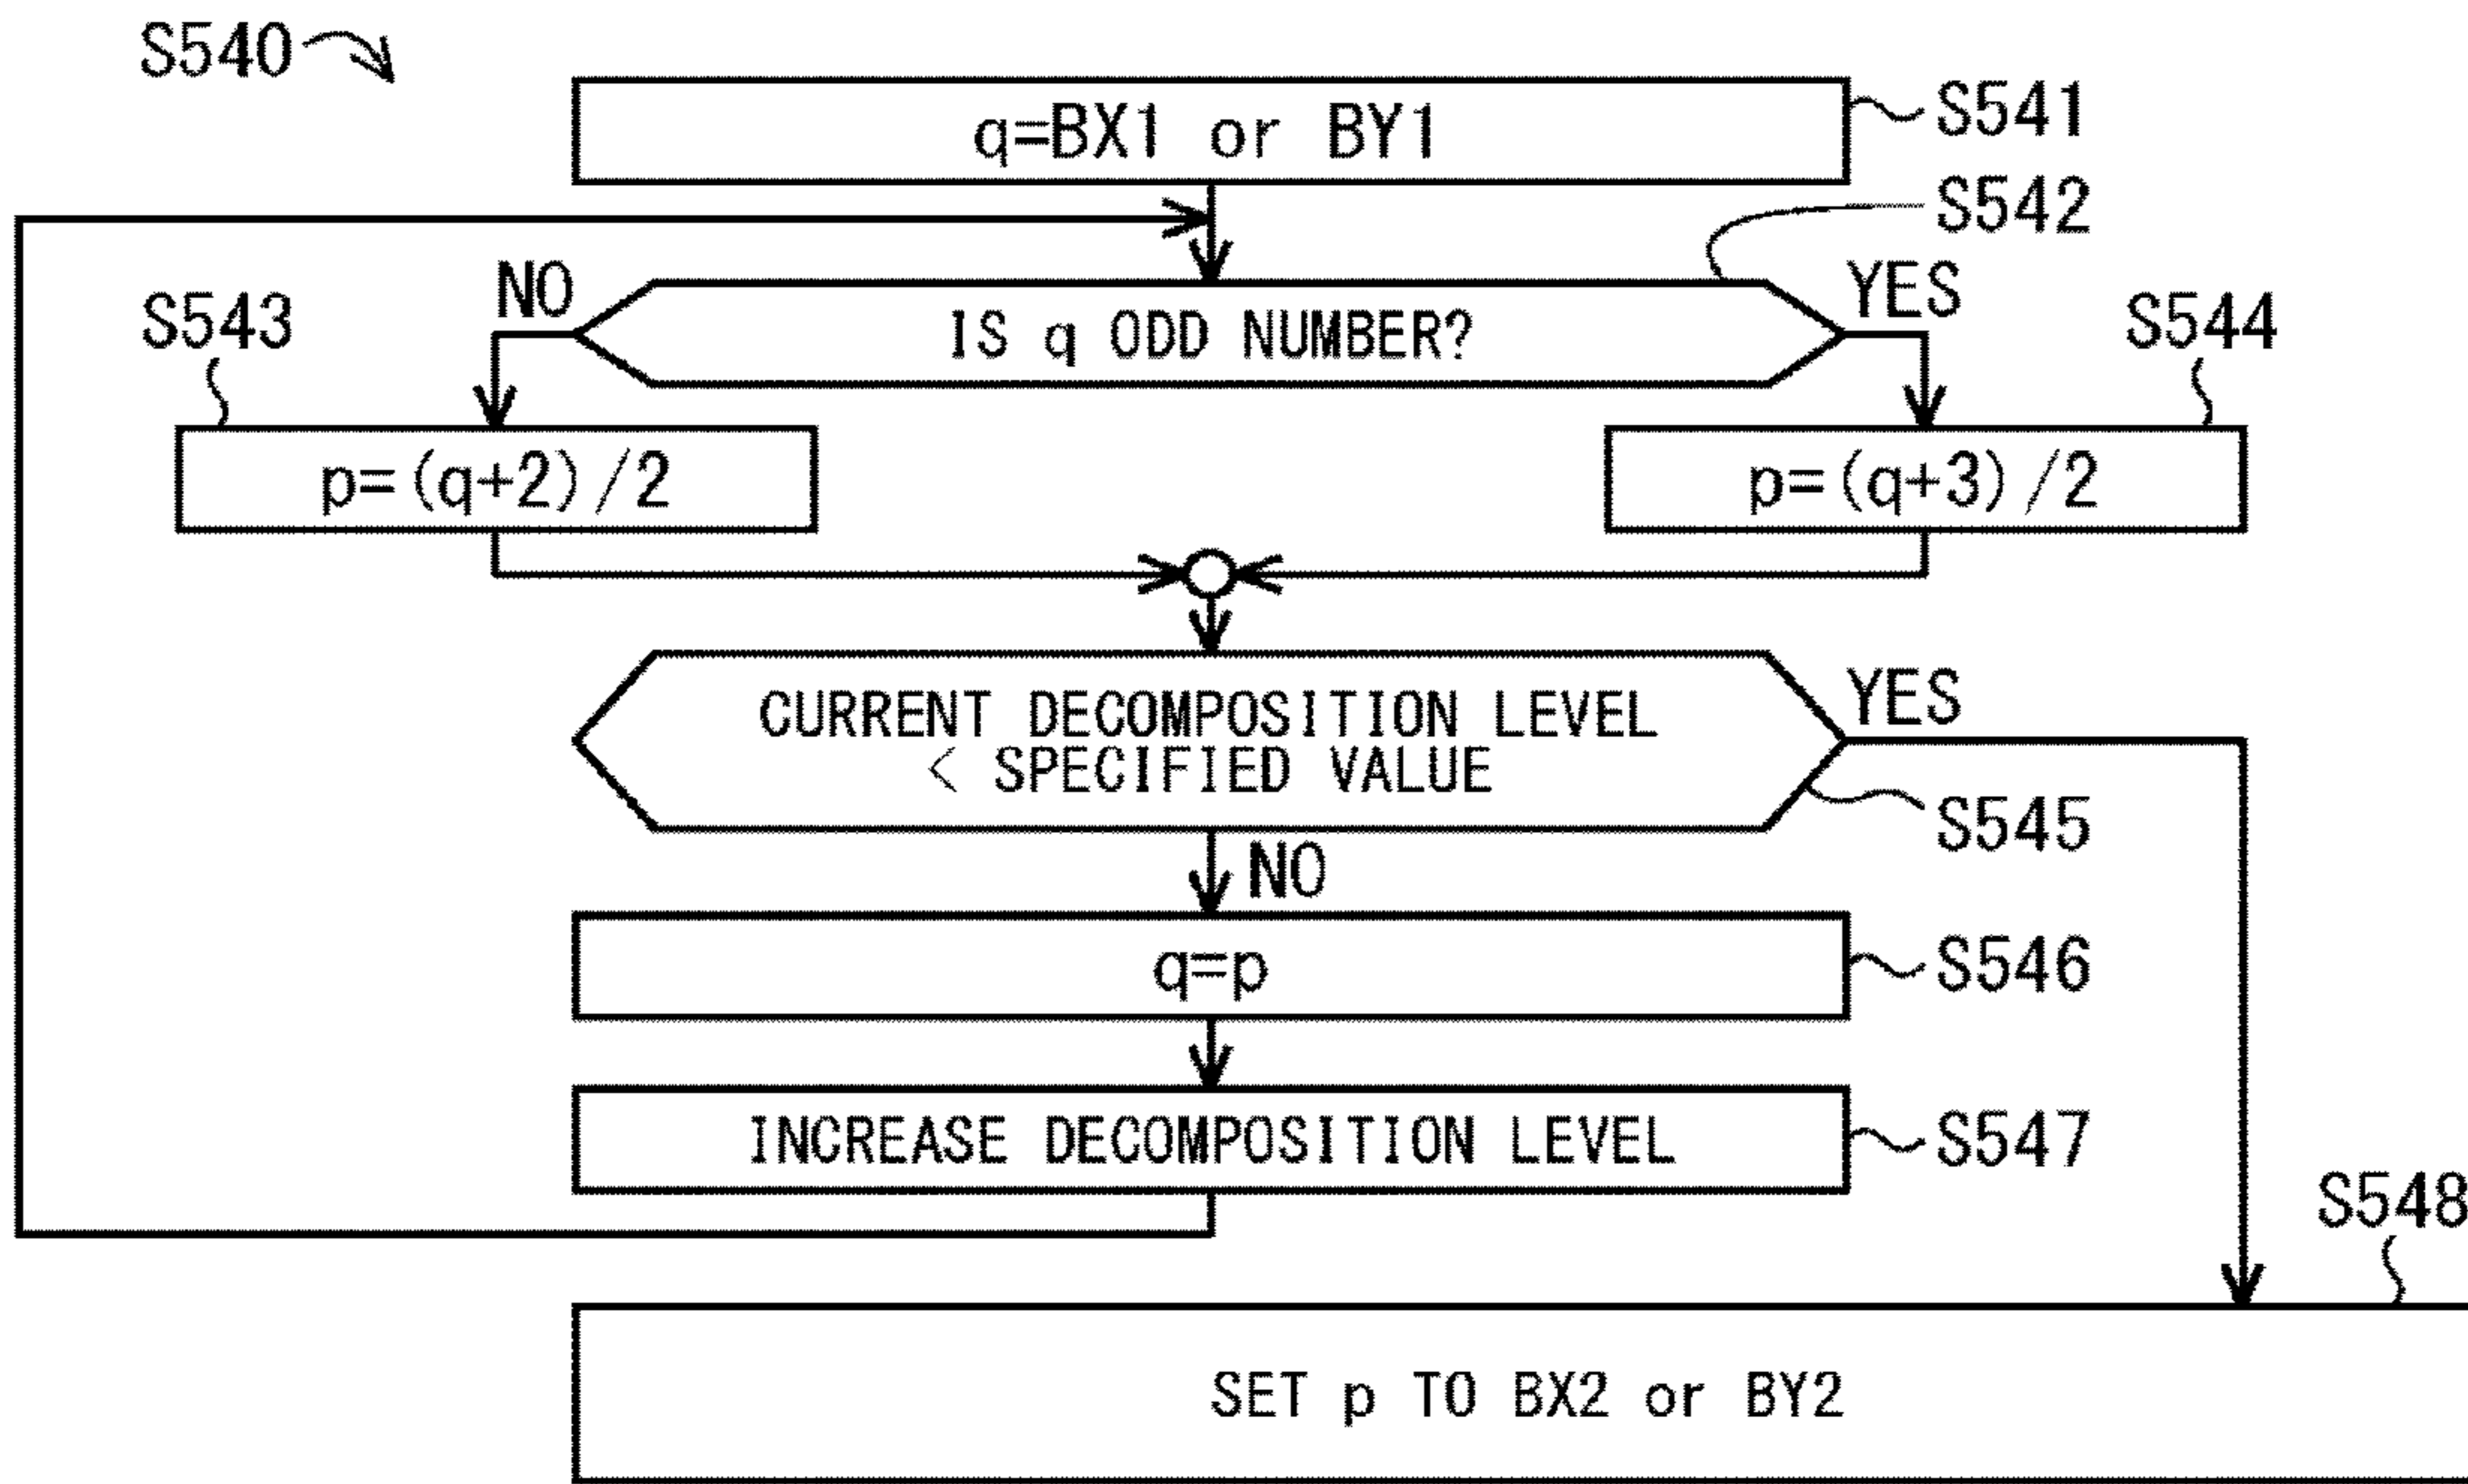 S540
q=BX1 or BY1
S541
S542
NO
YES
S543
IS q ODD NUMBER?
S544
p=(q+2)/2
p=(q+3)/2
CURRENT DECOMPOSITION LEVEL
< SPECIFIED VALUE
YES
S545
NO
q=p
S546
INCREASE DECOMPOSITION LEVEL
S547
S548
SET p TO BX2 or BY2